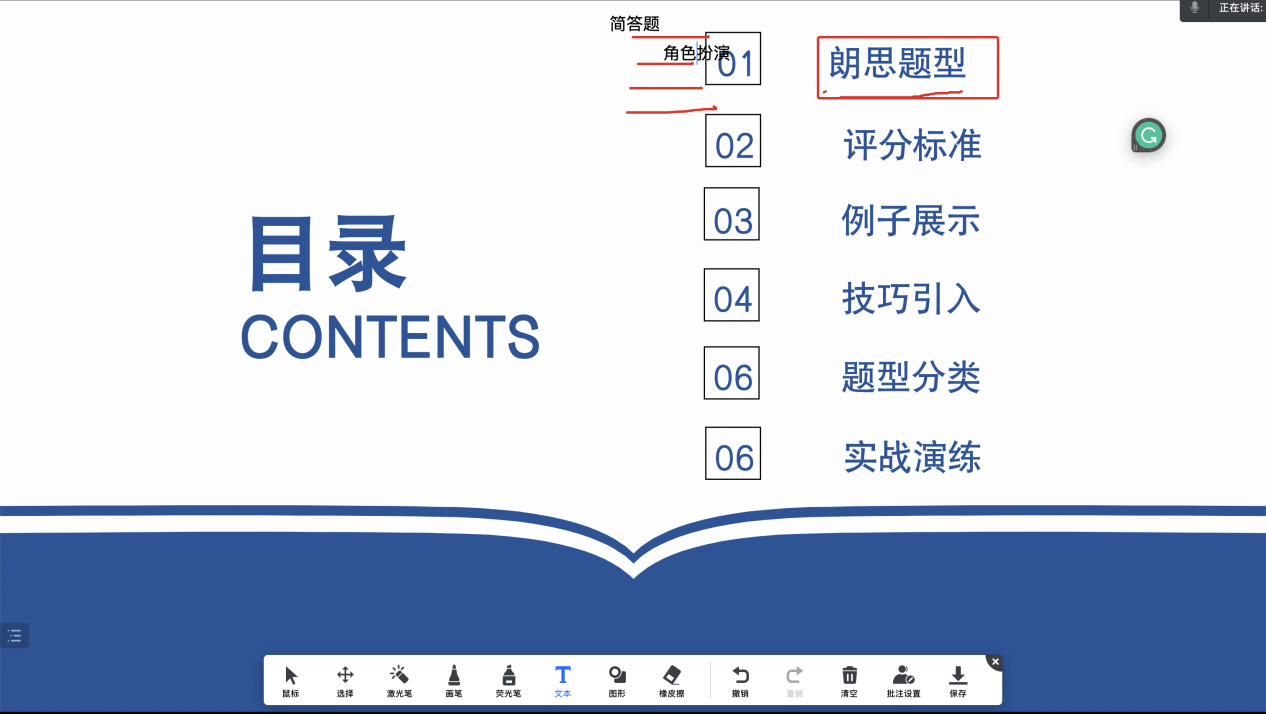 正在讲话:
简答题
角色扮演
01 朗思题型
02 评分标准
03 例子展示
目录
CONTENTS
04 技巧引入
06 题型分类
06 实战演练
鼠标 选择 激光笔 画笔 荧光笔 文本 图形 橡皮擦 撤销 重做 清空 批注设置 保存